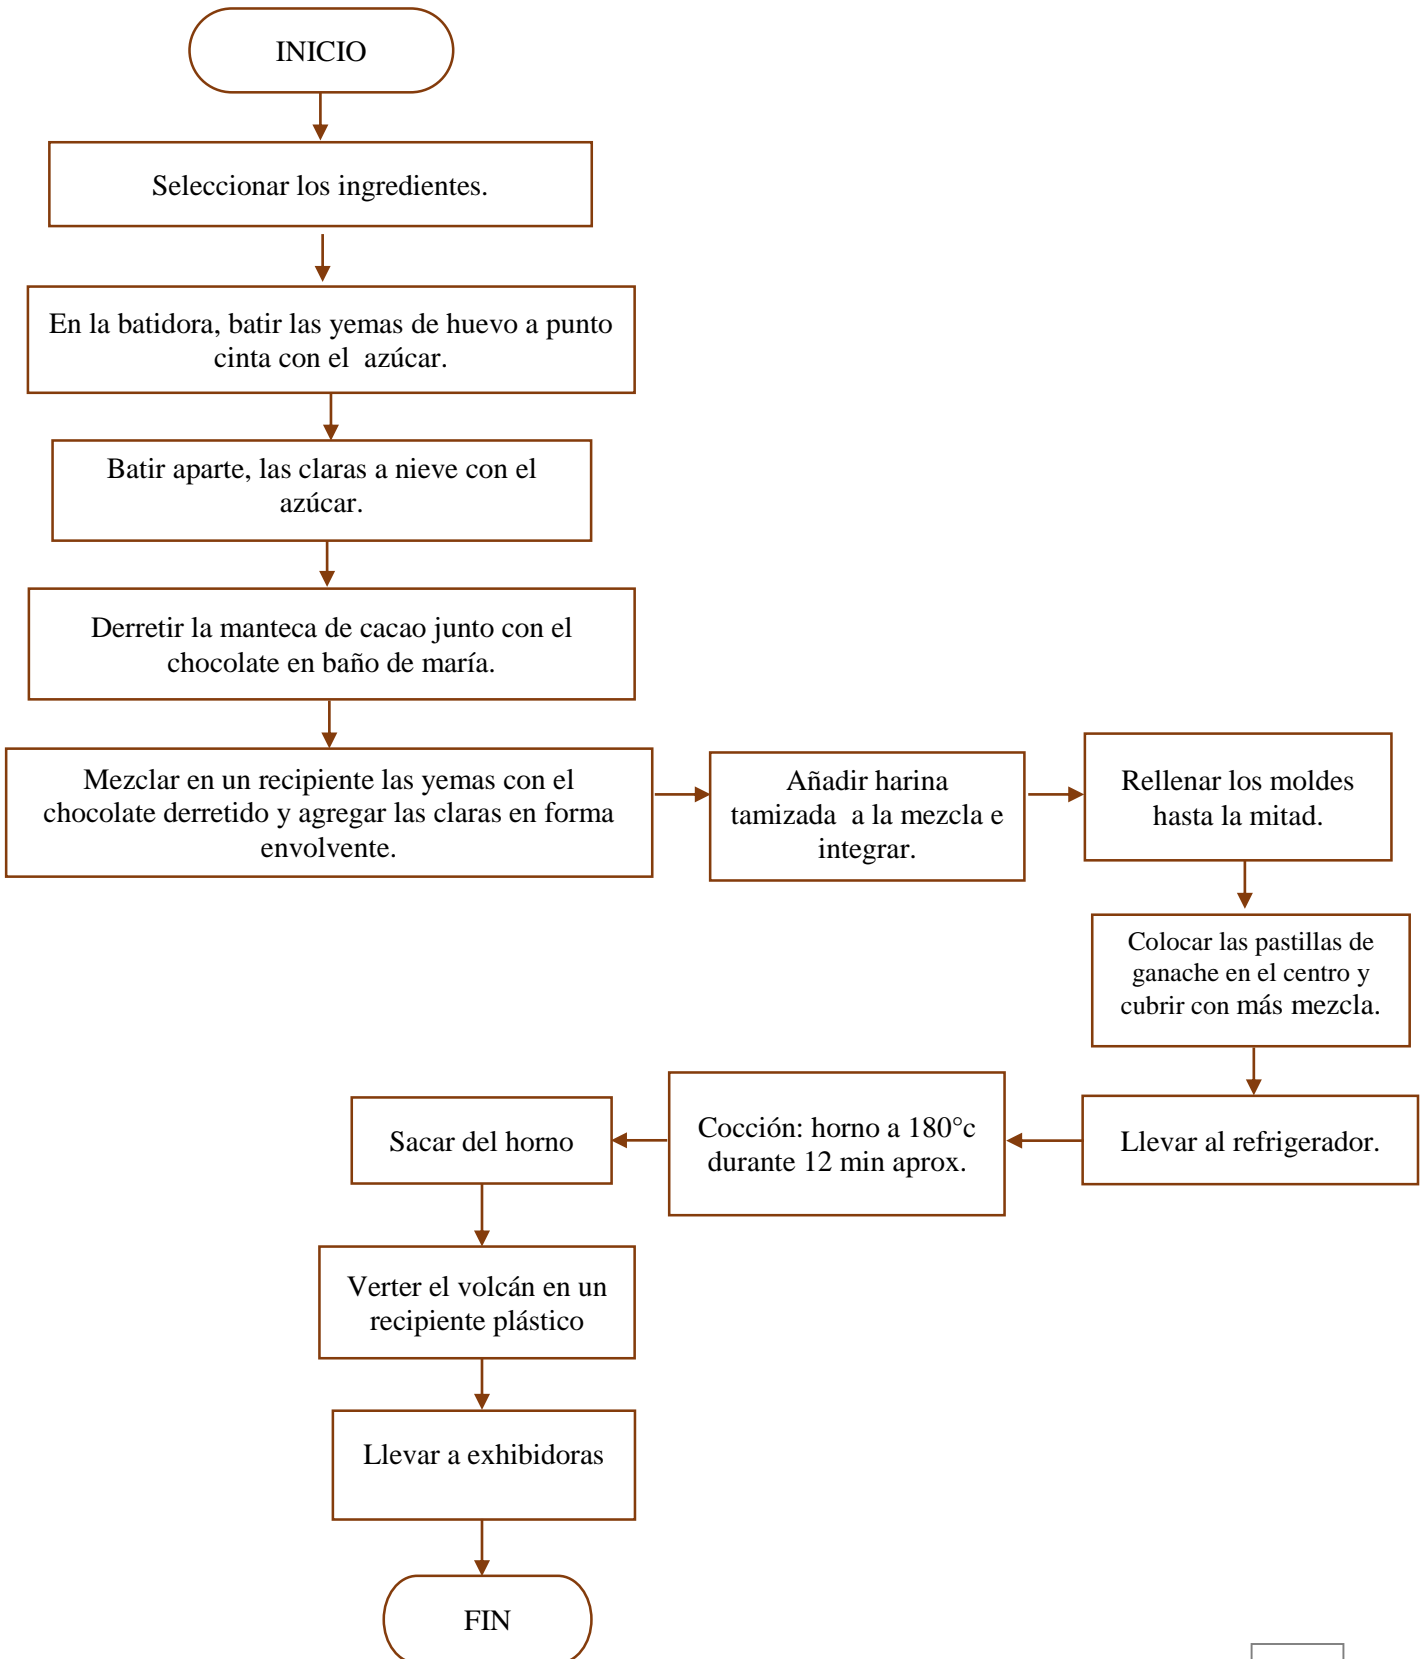 INICIO
Seleccionar los ingredientes.
En la batidora, batir las yemas de huevo a punto
cinta con el  azúcar.
Batir aparte, las claras a nieve con el
azúcar.
Derretir la manteca de cacao junto con el
chocolate en baño de maría.
Mezclar en un recipiente las yemas con el
chocolate derretido y agregar las claras en forma
envolvente.
Añadir harina
tamizada  a la mezcla e
integrar.
Rellenar los moldes
hasta la mitad.
Colocar las pastillas de
ganache en el centro y
cubrir con más mezcla.
Llevar al refrigerador.
Cocción: horno a 180°c
durante 12 min aprox.
Sacar del horno
Verter el volcán en un
recipiente plástico
Llevar a exhibidoras
FIN